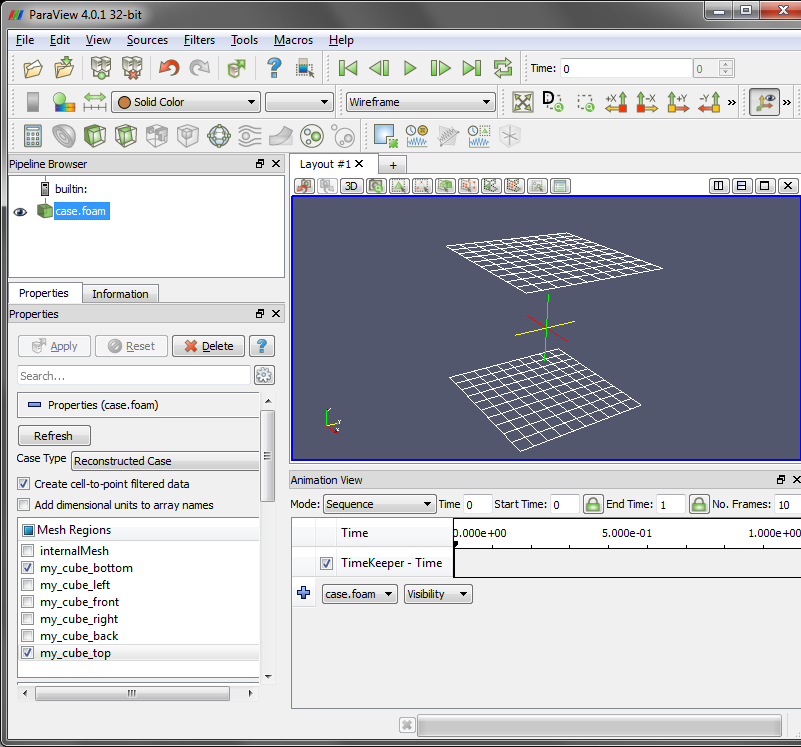 ParaView 4.0.1 32-bit
File Edit View Sources Filters Tools Macros Help
Time: 0 0
Solid Color Wireframe D +X -X +Y -Y » »
Pipeline Browser
builtin:
case.foam
Properties Information
Properties
Apply Reset Delete ?
Search...
Properties (case.foam)
Refresh
Case Type Reconstructed Case
Create cell-to-point filtered data
Add dimensional units to array names
Mesh Regions
internalMesh
my_cube_bottom
my_cube_left
my_cube_front
my_cube_right
my_cube_back
my_cube_top
Layout #1 +
3D
Animation View
Mode: Sequence Time 0 Start Time: 0 End Time: 1 No. Frames: 10
Time 0.000e+00 5.000e-01 1.000e+00
TimeKeeper - Time
case.foam Visibility